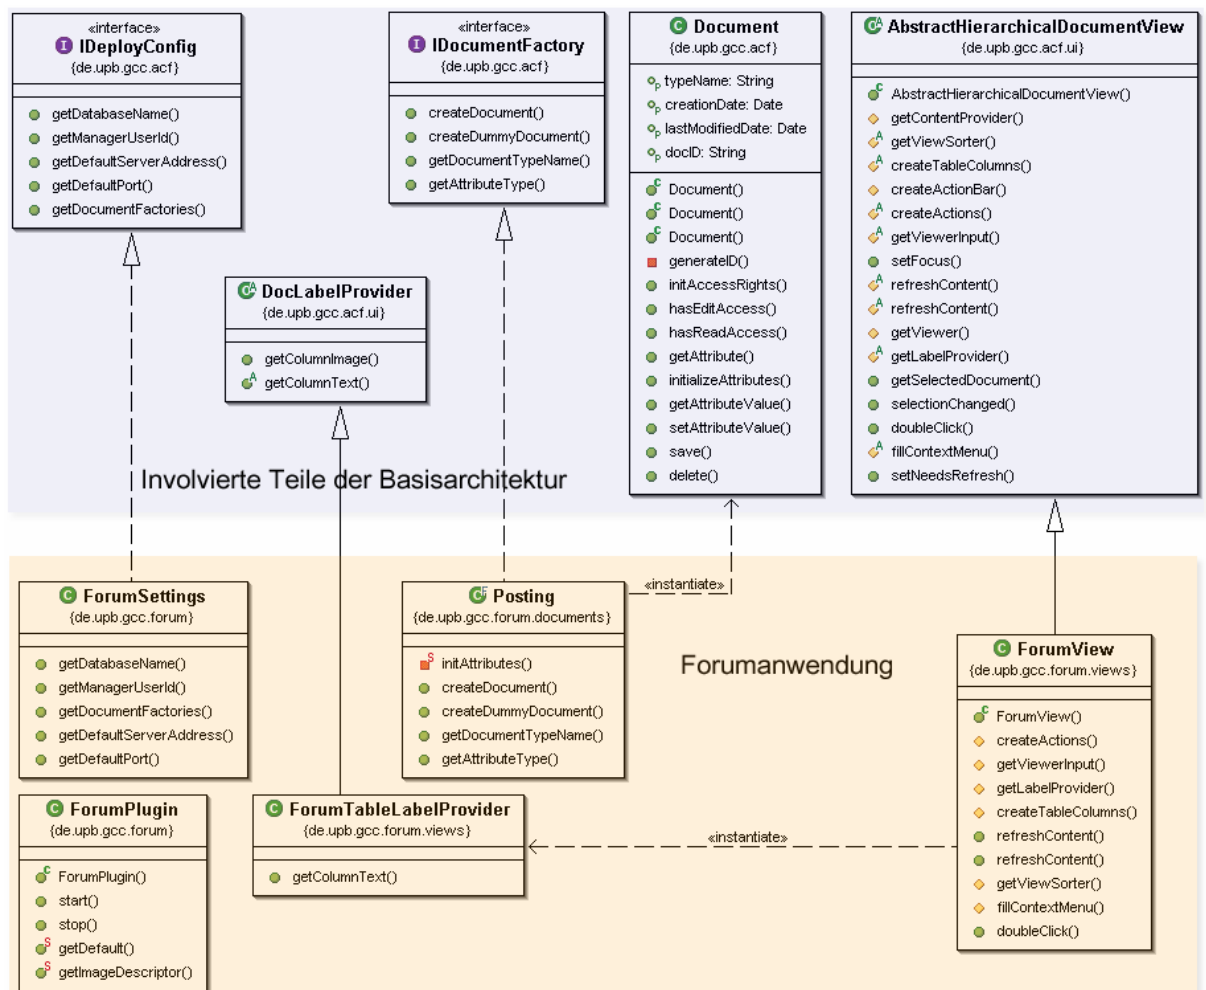 «interface»
IDeployConfig
{de.upb.gcc.acf}
getDatabaseName()
getManagerUserId()
getDefaultServerAddress()
getDefaultPort()
getDocumentFactories()
«interface»
IDocumentFactory
{de.upb.gcc.acf}
createDocument()
createDummyDocument()
getDocumentTypeName()
getAttributeType()
Document
{de.upb.gcc.acf}
typeName: String
creationDate: Date
lastModifiedDate: Date
docID: String
Document()
Document()
Document()
generateID()
initAccessRights()
hasEditAccess()
hasReadAccess()
getAttribute()
initializeAttributes()
getAttributeValue()
setAttributeValue()
save()
delete()
AbstractHierarchicalDocumentView
{de.upb.gcc.acf.ui}
AbstractHierarchicalDocumentView()
getContentProvider()
getViewSorter()
createTableColumns()
createActionBar()
createActions()
getViewerInput()
setFocus()
refreshContent()
refreshContent()
getViewer()
getLabelProvider()
getSelectedDocument()
selectionChanged()
doubleClick()
fillContextMenu()
setNeedsRefresh()
DocLabelProvider
{de.upb.gcc.acf.ui}
getColumnImage()
getColumnText()
Involvierte Teile der Basisarchitektur
ForumSettings
{de.upb.gcc.forum}
getDatabaseName()
getManagerUserId()
getDocumentFactories()
getDefaultServerAddress()
getDefaultPort()
Posting
{de.upb.gcc.forum.documents}
initAttributes()
createDocument()
createDummyDocument()
getDocumentTypeName()
getAttributeType()
«instantiate»
Forumanwendung
ForumView
{de.upb.gcc.forum.views}
ForumView()
createActions()
getViewerInput()
getLabelProvider()
createTableColumns()
refreshContent()
refreshContent()
getViewSorter()
fillContextMenu()
doubleClick()
ForumPlugin
{de.upb.gcc.forum}
ForumPlugin()
start()
stop()
getDefault()
getImageDescriptor()
ForumTableLabelProvider
{de.upb.gcc.forum.views}
getColumnText()
«instantiate»